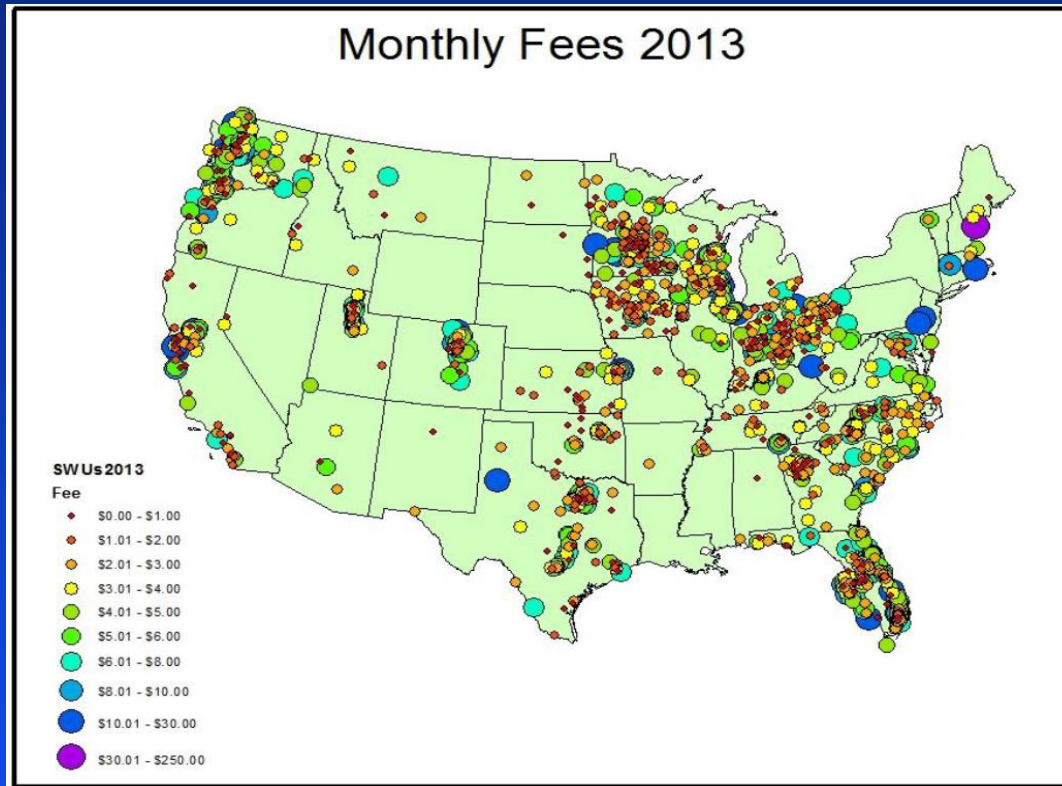 Monthly Fees 2013
SWUs2013
Fee
$0.00 - $1.00
$1.01 - $2.00
$2.01 - $3.00
$3.01 - $4.00
$4.01 - $5.00
$5.01 - $6.00
$6.01 - $8.00
$8.01 - $10.00
$10.01 - $30.00
$30.01 - $250.00